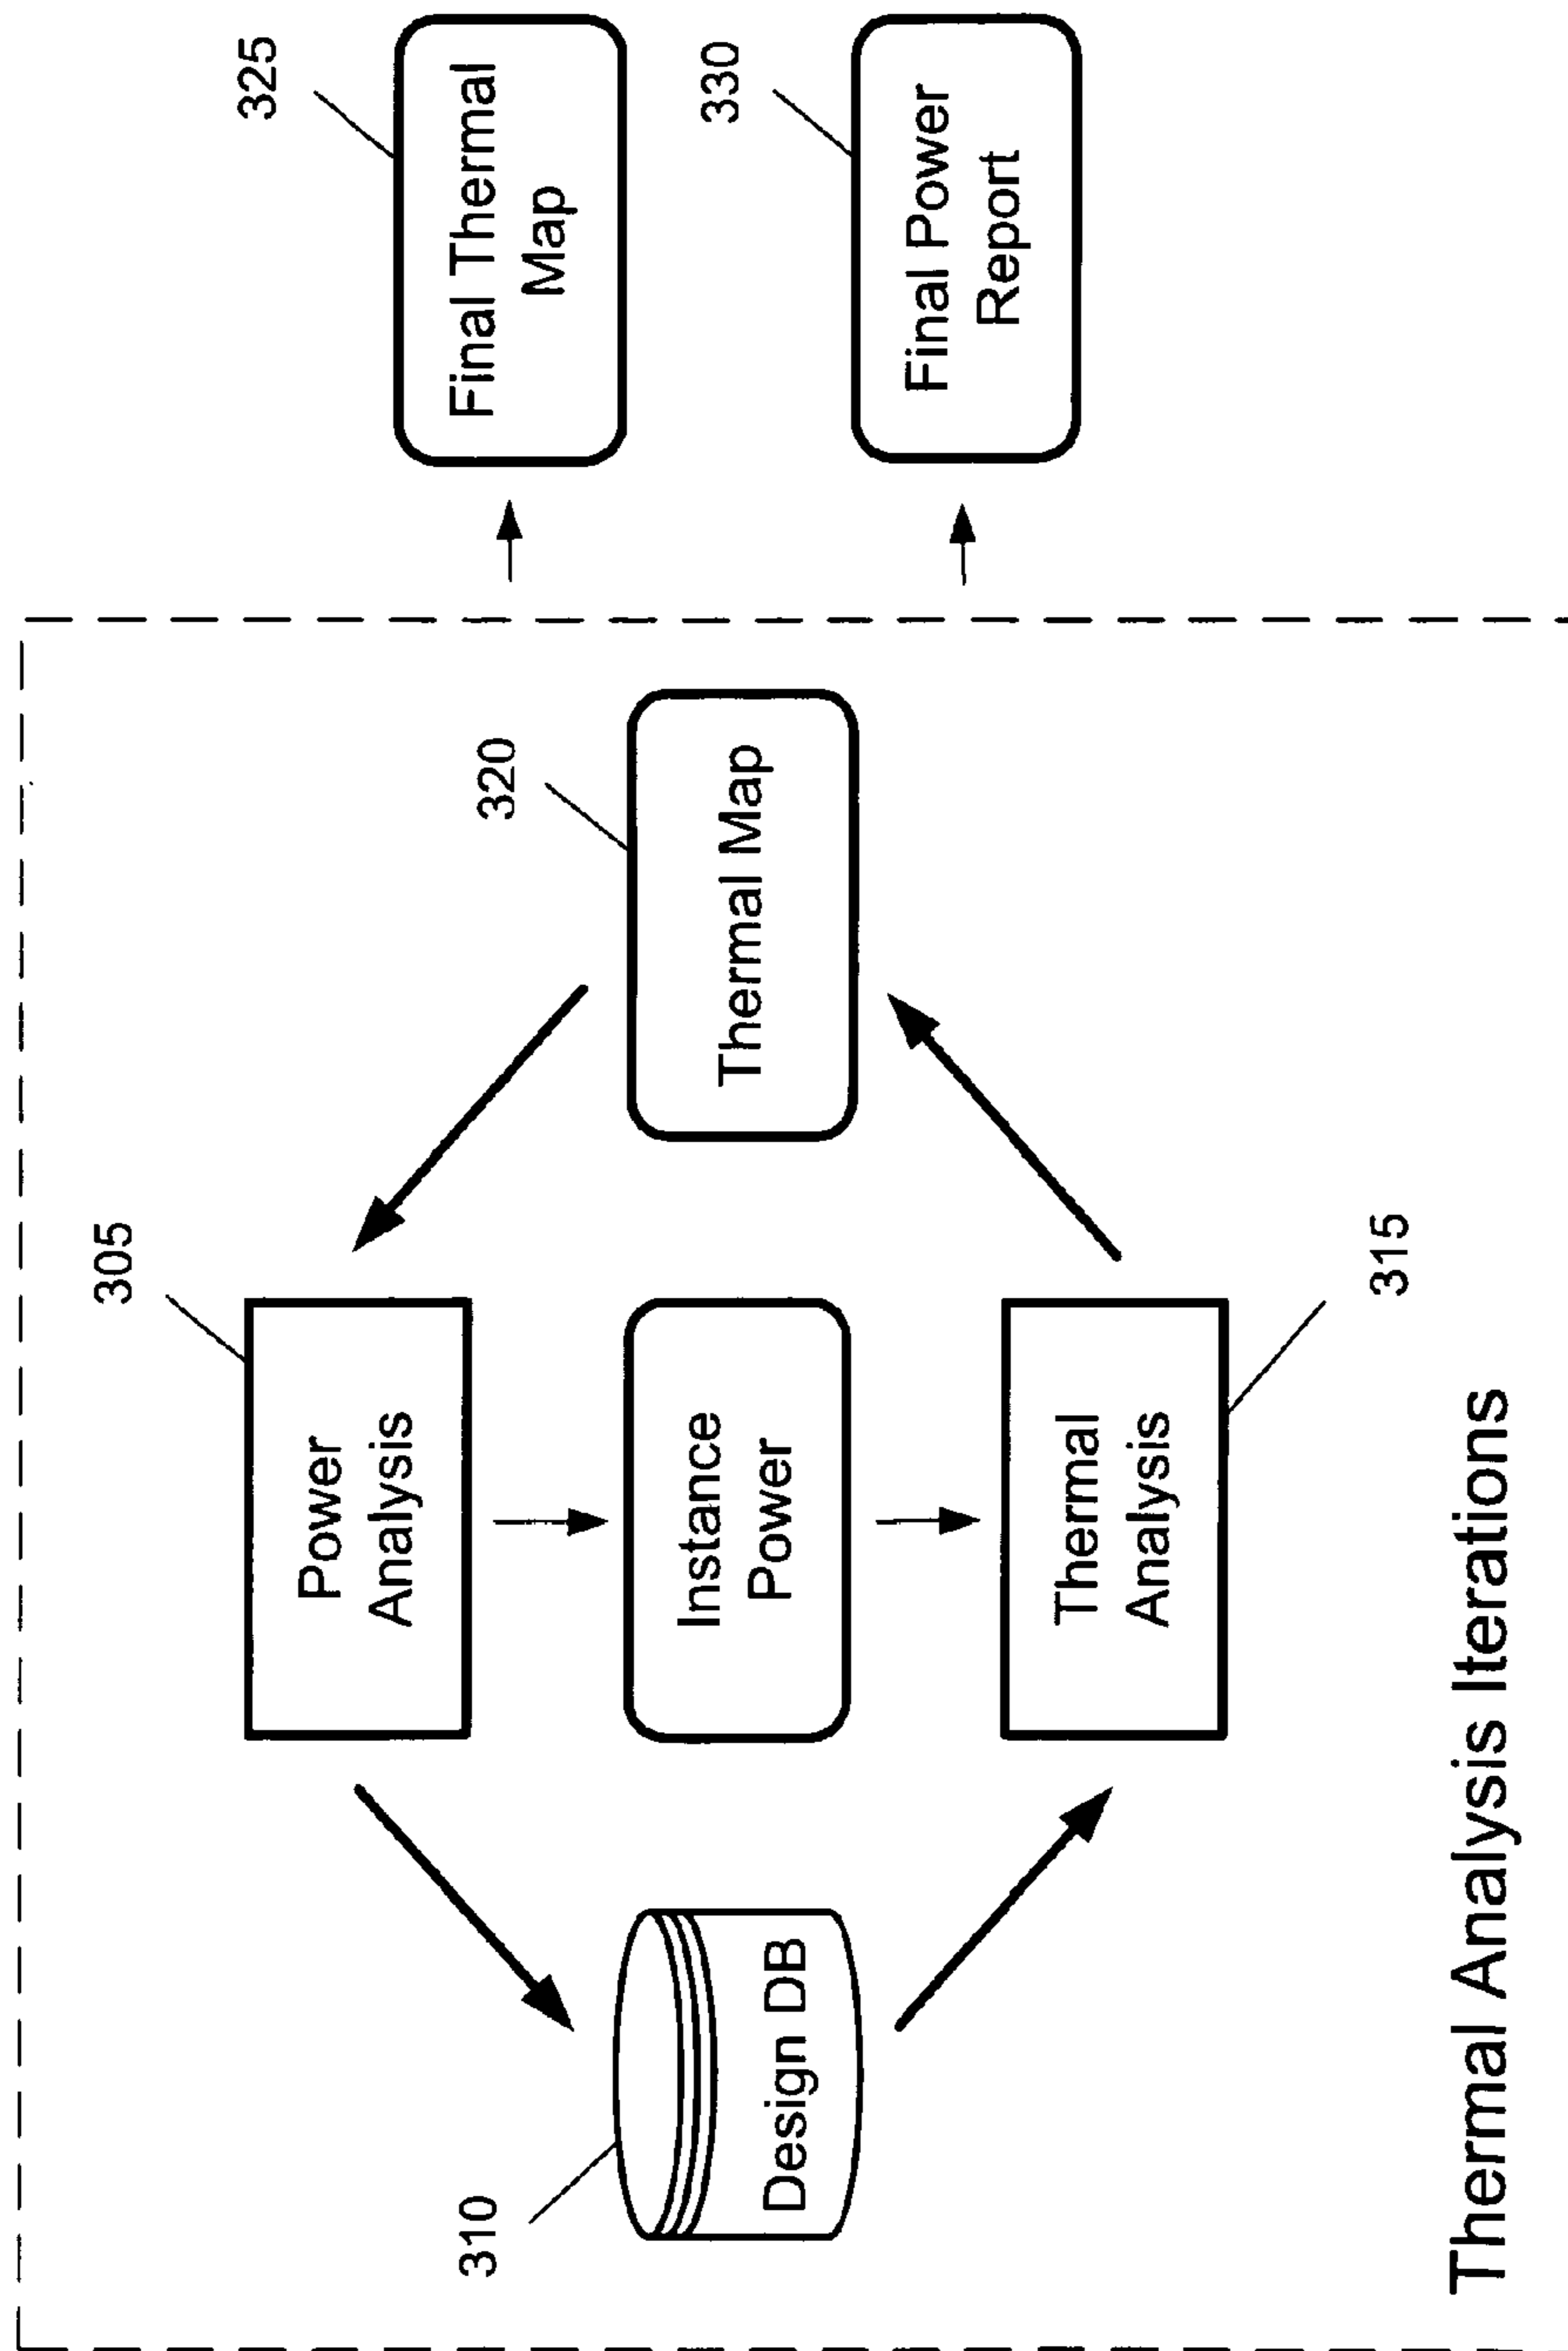 305
Power
Analysis
310
Design DB
Instance
Power
320
Thermal Map
Thermal
Analysis
315
325
Final Thermal
Map
330
Final Power
Report
Thermal Analysis Iterations